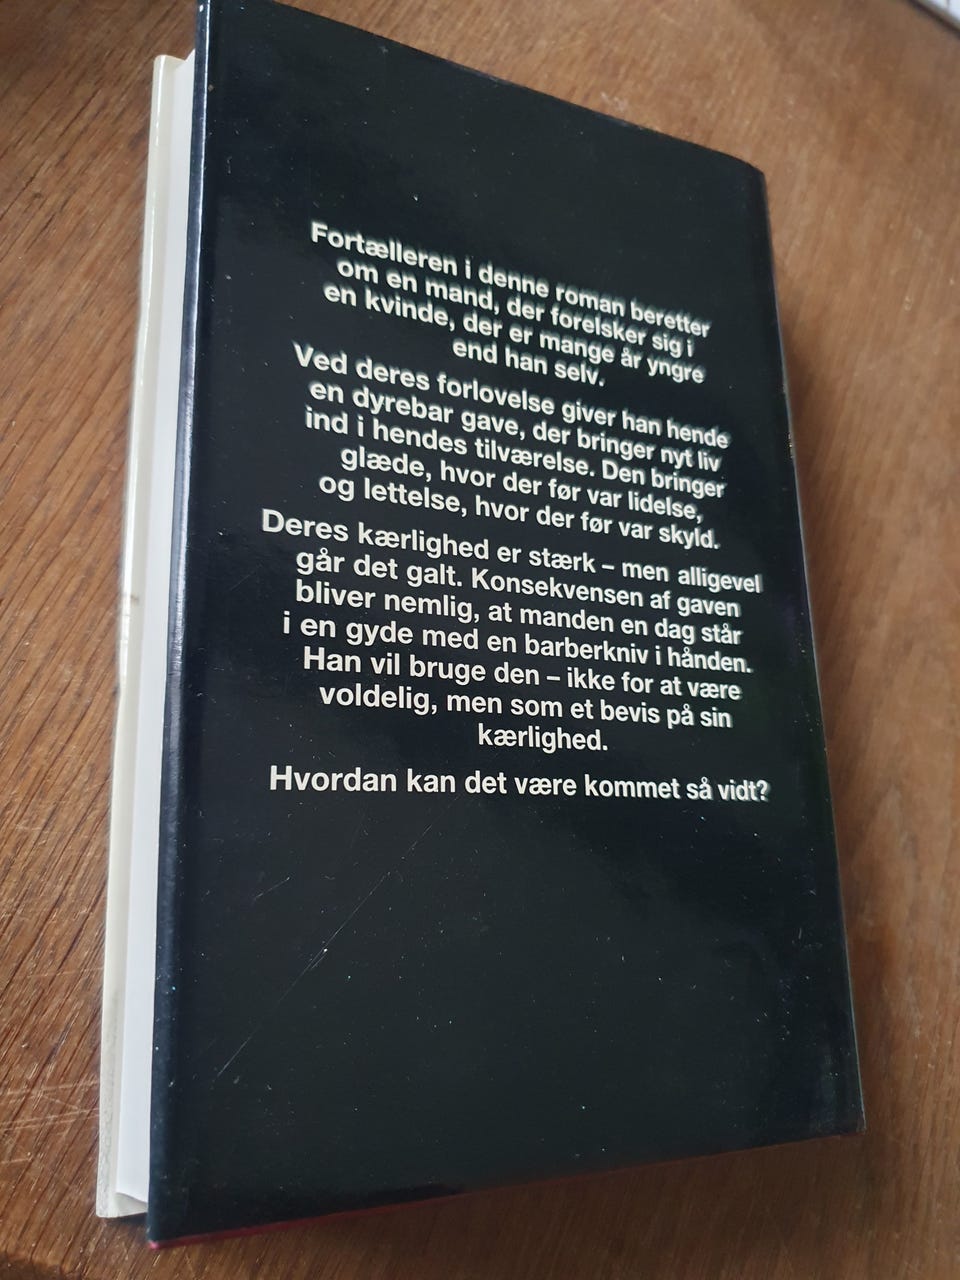 Fortælleren i denne roman beretter
om en mand, der forelsker sig i
en kvinde, der er mange år yngre
end han selv.
Ved deres forlovelse giver han hende
en dyrebar gave, der bringer nyt liv
ind i hendes tilværelse. Den bringer
glæde, hvor der før var lidelse,
og lettelse, hvor der før var skyld.
Deres kærlighed er stærk – men alligevel
går det galt. Konsekvensen af gaven
bliver nemlig, at manden en dag står
i en gyde med en barberkniv i hånden.
Han vil bruge den – ikke for at være
voldelig, men som et bevis på sin
kærlighed.
Hvordan kan det være kommet så vidt?